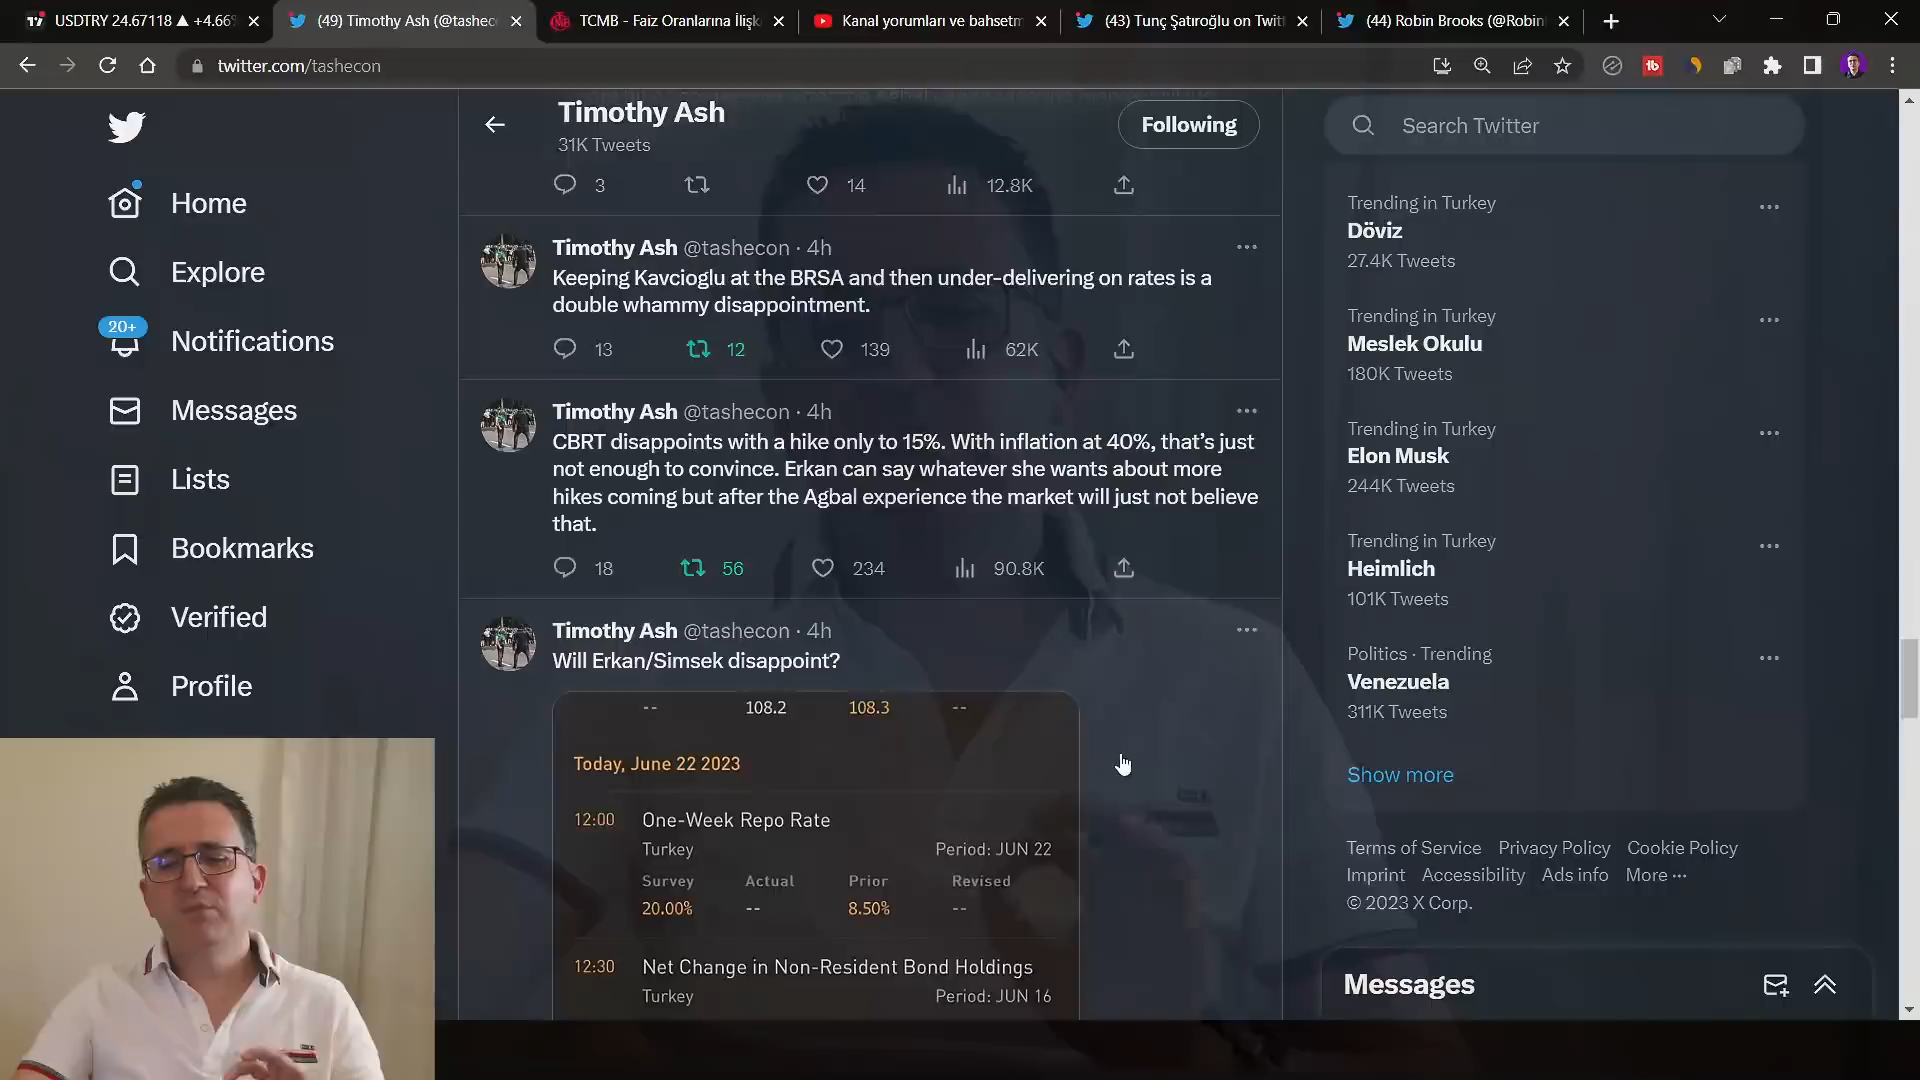 USDTRY 24.67118 ▲ +4.66%
(49) Timothy Ash (@tashecon
TCMB - Faiz Oranlarına İlişk
Kanal yorumları ve bahsetm
(43) Tunç Şatıroğlu on Twitt
(44) Robin Brooks (@Robin
twitter.com/tashecon
Timothy Ash
31K Tweets
Following
Search Twitter
Home
Explore
20+
Notifications
Messages
Lists
Bookmarks
Verified
Profile
3 14 12.8K
Timothy Ash @tashecon · 4h
Keeping Kavcioglu at the BRSA and then under-delivering on rates is a
double whammy disappointment.
13 12 139 62K
Timothy Ash @tashecon · 4h
CBRT disappoints with a hike only to 15%. With inflation at 40%, that's just
not enough to convince. Erkan can say whatever she wants about more
hikes coming but after the Agbal experience the market will just not believe
that.
18 56 234 90.8K
Timothy Ash @tashecon · 4h
Will Erkan/Simsek disappoint?
-- 108.2 108.3 --
Today, June 22 2023
12:00 One-Week Repo Rate
Turkey Period: JUN 22
Survey Actual Prior Revised
20.00% -- 8.50% --
12:30 Net Change in Non-Resident Bond Holdings
Turkey Period: JUN 16
Trending in Turkey
Döviz
27.4K Tweets
Trending in Turkey
Meslek Okulu
180K Tweets
Trending in Turkey
Elon Musk
244K Tweets
Trending in Turkey
Heimlich
101K Tweets
Politics · Trending
Venezuela
311K Tweets
Show more
Terms of Service Privacy Policy Cookie Policy
Imprint Accessibility Ads info More ···
© 2023 X Corp.
Messages